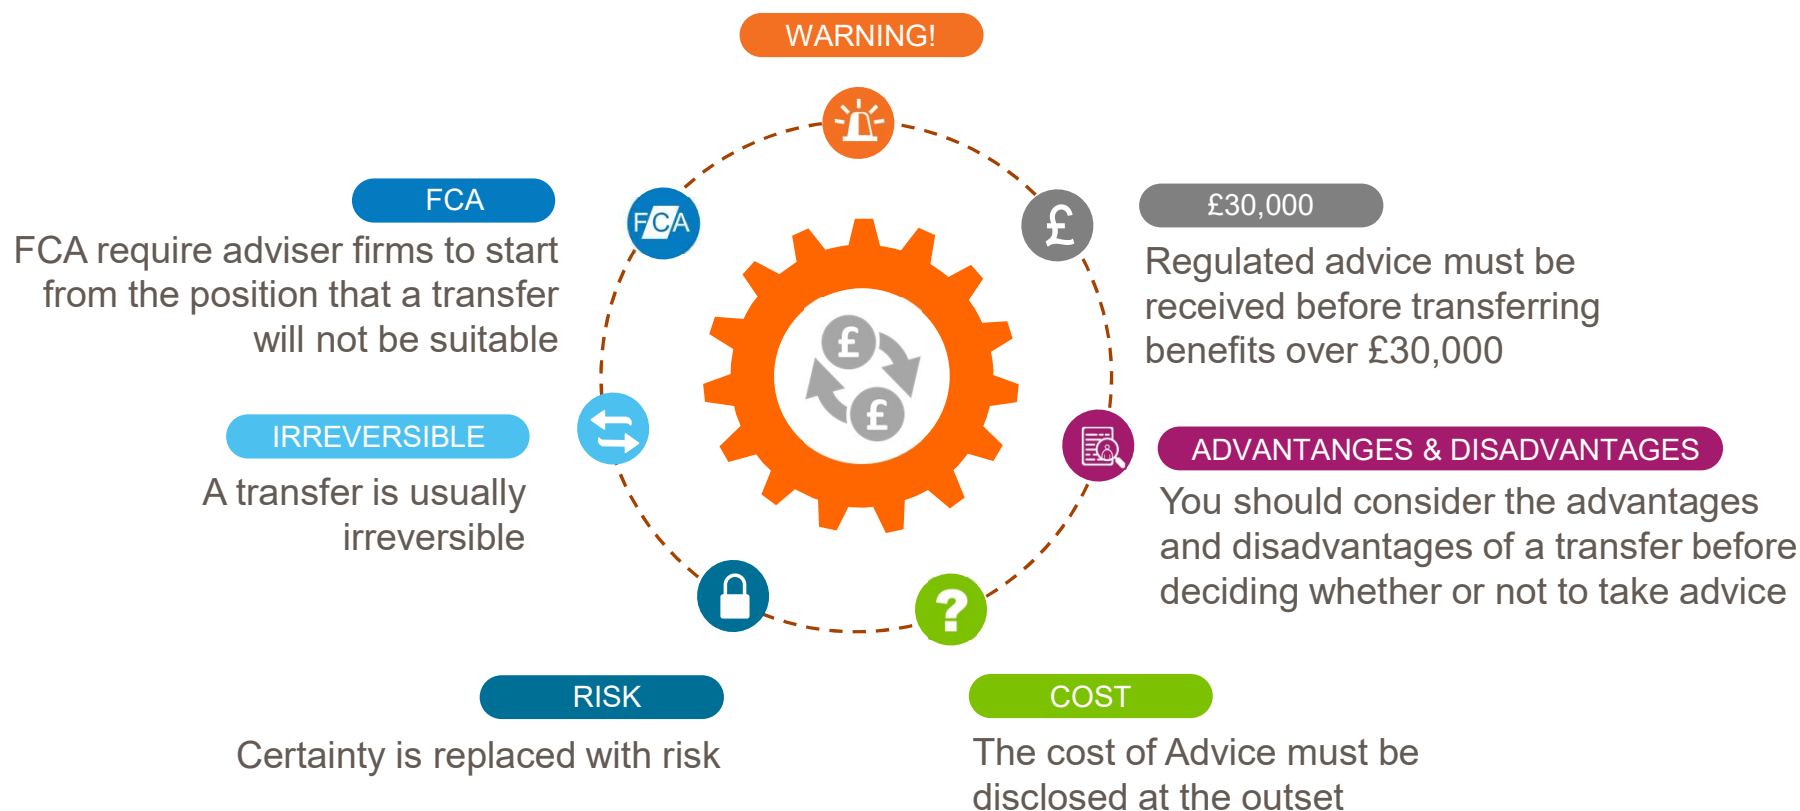 WARNING!
FCA
FCA
FCA require adviser firms to start
from the position that a transfer
will not be suitable
£
£30,000
Regulated advice must be
received before transferring
benefits over £30,000
£
£
IRREVERSIBLE
A transfer is usually
irreversible
ADVANTANGES & DISADVANTAGES
You should consider the advantages
and disadvantages of a transfer before
deciding whether or not to take advice
?
RISK
Certainty is replaced with risk
COST
The cost of Advice must be
disclosed at the outset